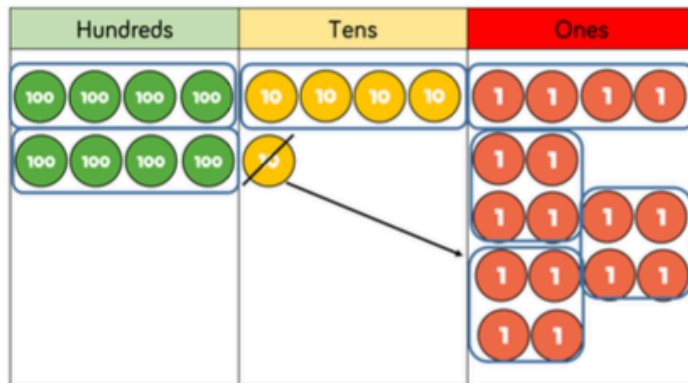 Hundreds Tens Ones
100 100 100 100 10 10 10 10 1 1 1 1
100 100 100 100 10 1 1
1 1 1 1
1 1 1 1
1 1